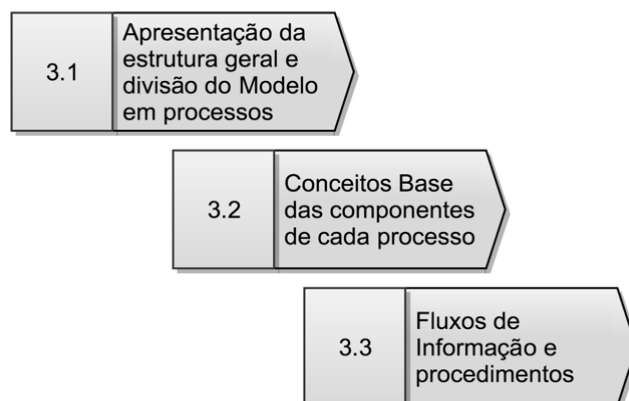 3.1
Apresentação da
estrutura geral e
divisão do Modelo
em processos
3.2
Conceitos Base
das componentes
de cada processo
3.3
Fluxos de
Informação e
procedimentos